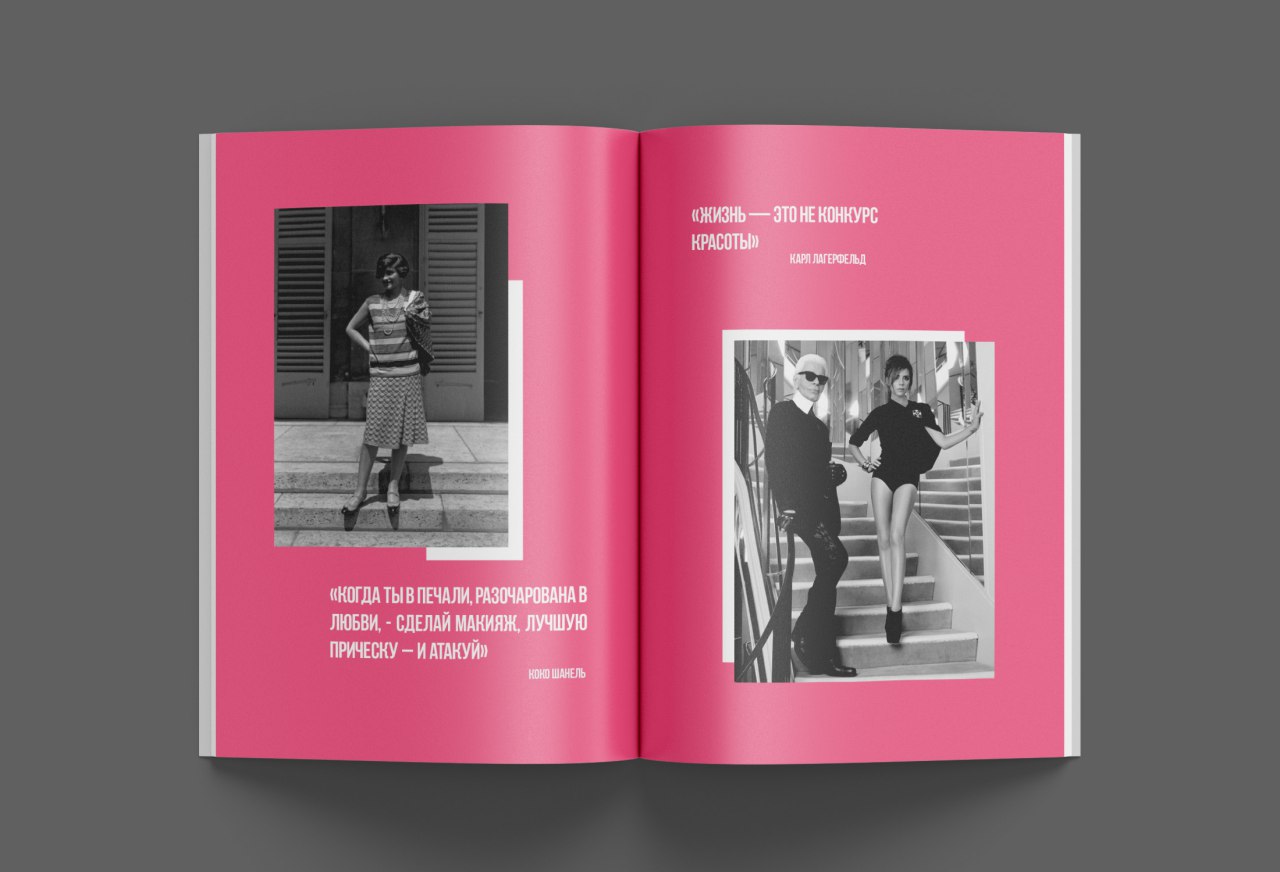 «КОГДА ТЫ В ПЕЧАЛИ, РАЗОЧАРОВАНА В
ЛЮБВИ, - СДЕЛАЙ МАКИЯЖ, ЛУЧШУЮ
ПРИЧЕСКУ – И АТАКУЙ»
КОКО ШАНЕЛЬ
«ЖИЗНЬ — ЭТО НЕ КОНКУРС
КРАСОТЫ»
КАРЛ ЛАГЕРФЕЛЬД